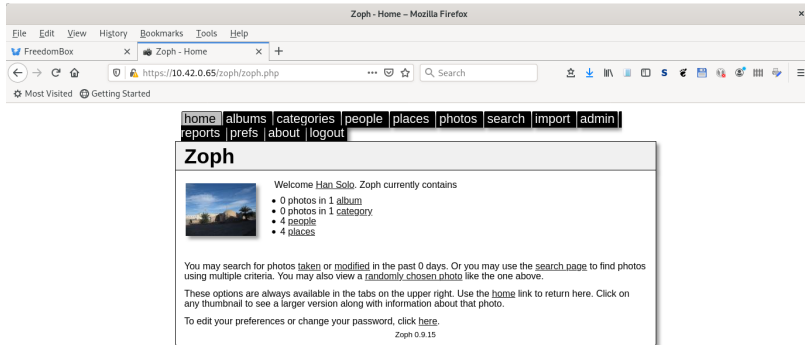 Zoph - Home – Mozilla Firefox
File Edit View History Bookmarks Tools Help
FreedomBox
Zoph - Home
https://10.42.0.65/zoph/zoph.php
Search
Most Visited Getting Started
home albums categories people places photos search import admin
reports prefs about logout
Zoph
Welcome Han Solo. Zoph currently contains
0 photos in 1 album
0 photos in 1 category
4 people
4 places
You may search for photos taken or modified in the past 0 days. Or you may use the search page to find photos
using multiple criteria. You may also view a randomly chosen photo like the one above.
These options are always available in the tabs on the upper right. Use the home link to return here. Click on
any thumbnail to see a larger version along with information about that photo.
To edit your preferences or change your password, click here.
Zoph 0.9.15